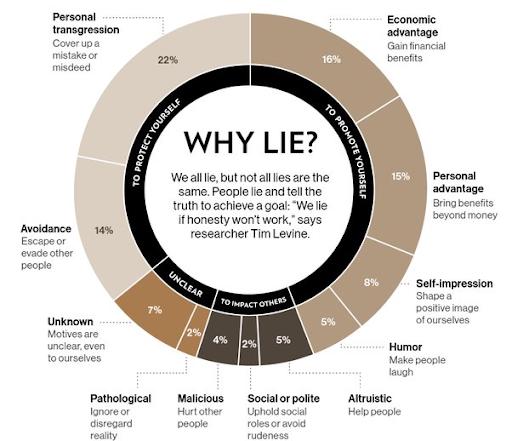 WHY LIE?
We all lie, but not all lies are the
same. People lie and tell the
truth to achieve a goal: "We lie
if honesty won't work," says
researcher Tim Levine.
TO PROMOTE YOURSELF
Economic
advantage
Gain financial
benefits
16%
Personal
advantage
Bring benefits
beyond money
15%
Self-impression
Shape a
positive image
of ourselves
8%
Humor
Make people
laugh
5%
TO IMPACT OTHERS
Altruistic
Help people
5%
Social or polite
Uphold social
roles or avoid
rudeness
2%
Malicious
Hurt other
people
4%
UNCLEAR
Pathological
Ignore or
disregard
reality
2%
Unknown
Motives are
unclear, even
to ourselves
7%
TO PROTECT YOURSELF
Avoidance
Escape or
evade other
people
14%
Personal
transgression
Cover up a
mistake or
misdeed
22%